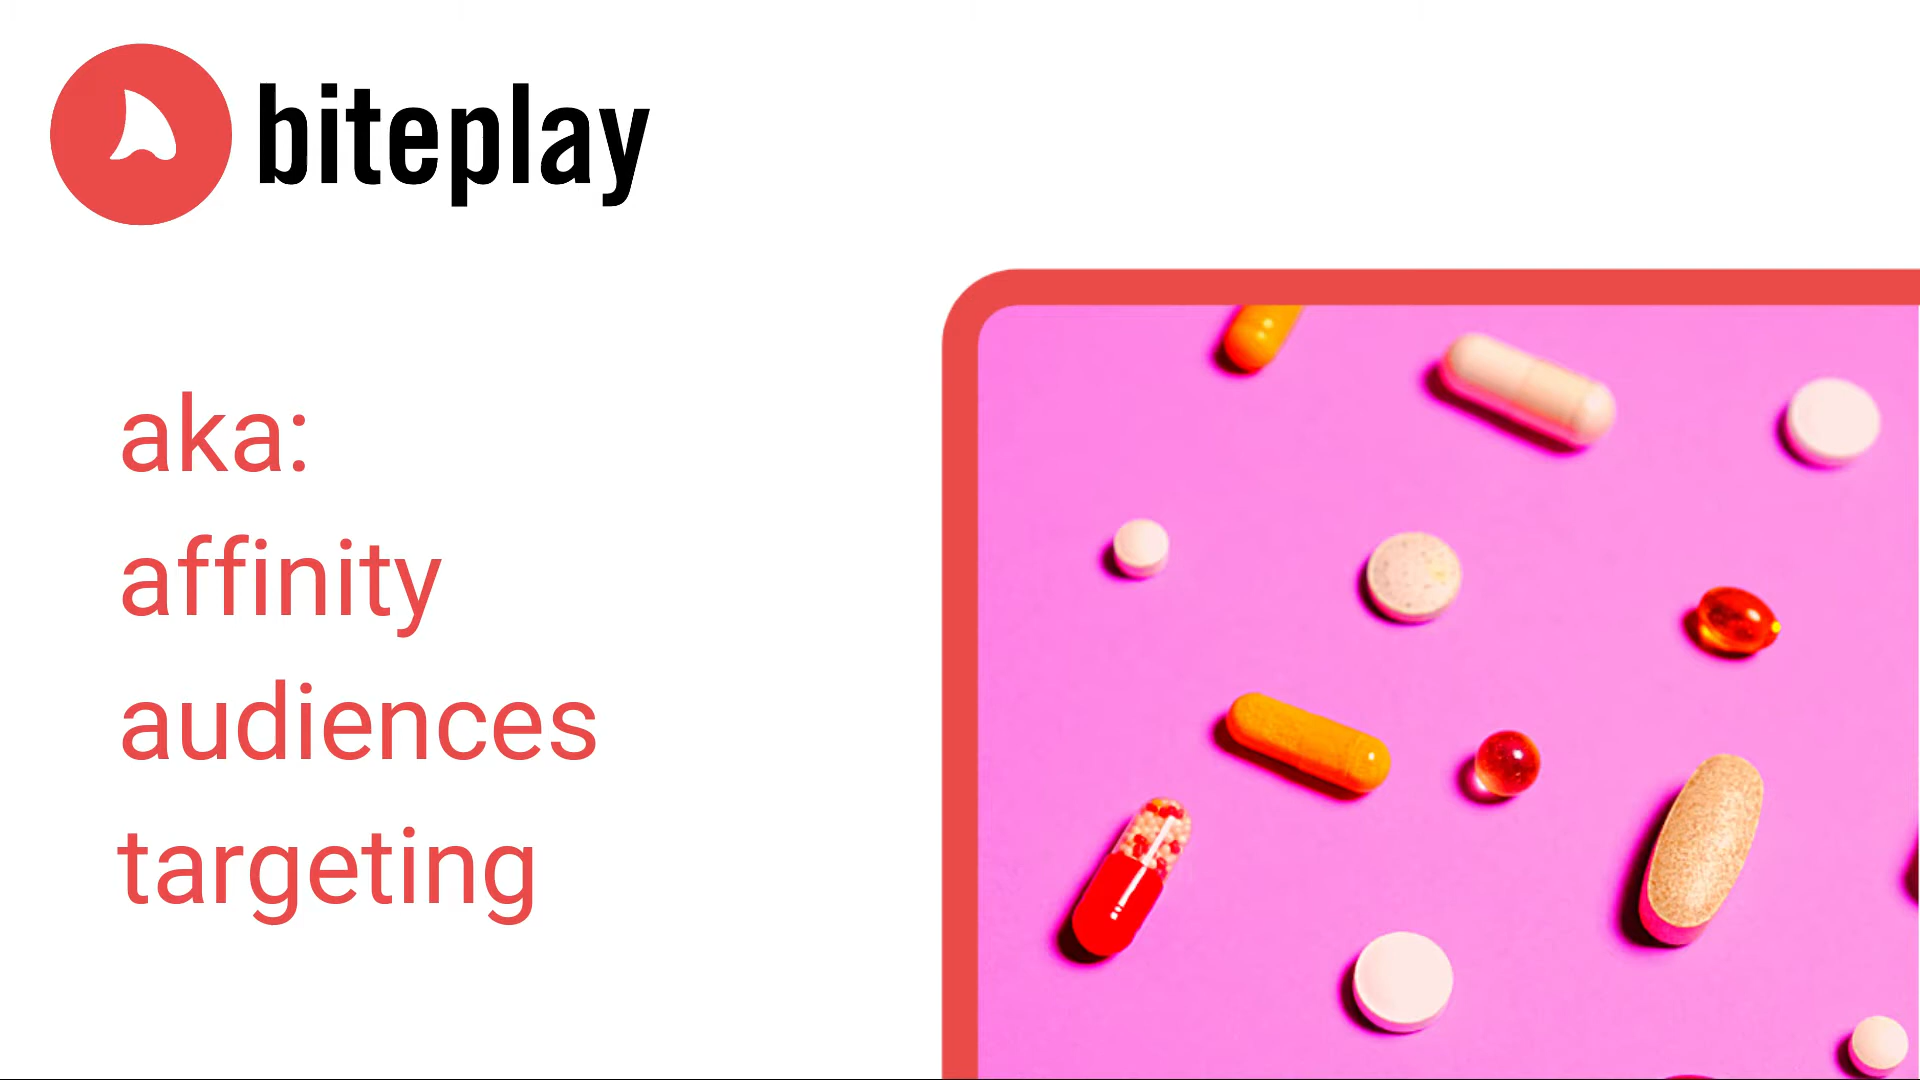 biteplay
aka:
affinity
audiences
targeting